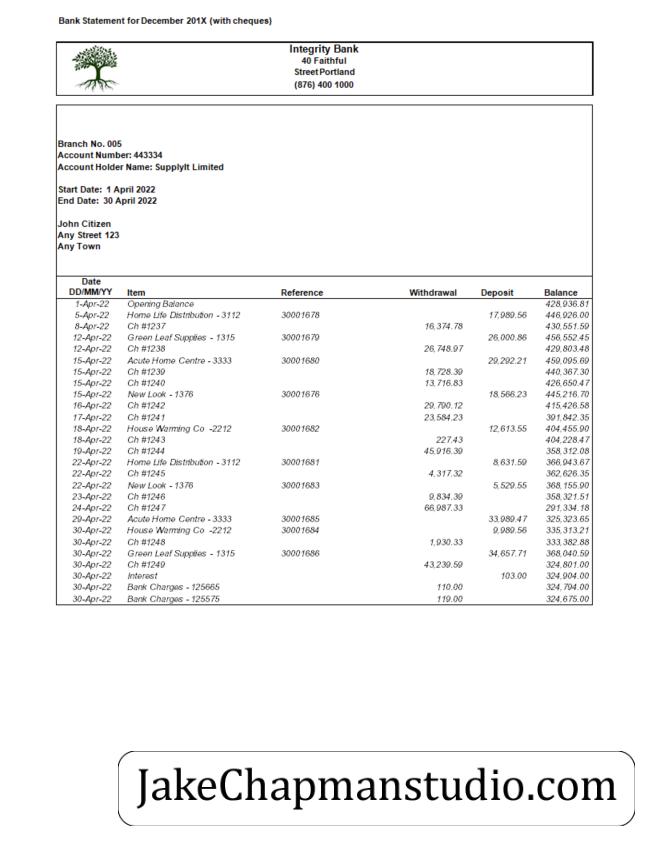 Bank Statement for December 201X (with cheques)
Integrity Bank
40 Faithful
StreetPortland
(876) 400 1000
Branch No. 005
Account Number: 443334
Account Holder Name: SupplyIt Limited
Start Date: 1 April 2022
End Date: 30 April 2022
John Citizen
Any Street 123
Any Town
Date
DD/MM/YY Item Reference Withdrawal Deposit Balance
1-Apr-22 Opening Balance 428,936.81
5-Apr-22 Home Life Distribution - 3112 30001678 17,989.56 446,926.00
8-Apr-22 Ch #1237 16,374.78 430,551.59
12-Apr-22 Green Leaf Supplies - 1315 30001679 26,000.86 456,552.45
12-Apr-22 Ch #1238 26,748.97 429,803.48
15-Apr-22 Acute Home Centre - 3333 30001680 29,292.21 459,095.69
15-Apr-22 Ch #1239 18,728.39 440,367.30
15-Apr-22 Ch #1240 13,716.83 426,650.47
15-Apr-22 New Look - 1376 30001676 18,566.23 445,216.70
16-Apr-22 Ch #1242 29,790.12 415,426.58
17-Apr-22 Ch #1241 23,584.23 391,842.35
18-Apr-22 House Warming Co -2212 30001682 12,613.55 404,455.90
18-Apr-22 Ch #1243 227.43 404,228.47
19-Apr-22 Ch #1244 45,916.39 358,312.08
22-Apr-22 Home Life Distribution - 3112 30001681 8,631.59 366,943.67
22-Apr-22 Ch #1245 4,317.32 362,626.35
22-Apr-22 New Look - 1376 30001683 5,529.55 368,155.90
23-Apr-22 Ch #1246 9,834.39 358,321.51
24-Apr-22 Ch #1247 66,987.33 291,334.18
29-Apr-22 Acute Home Centre - 3333 30001685 33,989.47 325,323.65
30-Apr-22 House Warming Co -2212 30001684 9,989.56 335,313.21
30-Apr-22 Ch #1248 1,930.33 333,382.88
30-Apr-22 Green Leaf Supplies - 1315 30001686 34,657.71 368,040.59
30-Apr-22 Ch #1249 43,239.59 324,801.00
30-Apr-22 Interest 103.00 324,904.00
30-Apr-22 Bank Charges - 125665 110.00 324,794.00
30-Apr-22 Bank Charges - 125575 119.00 324,675.00
JakeChapmanstudio.com